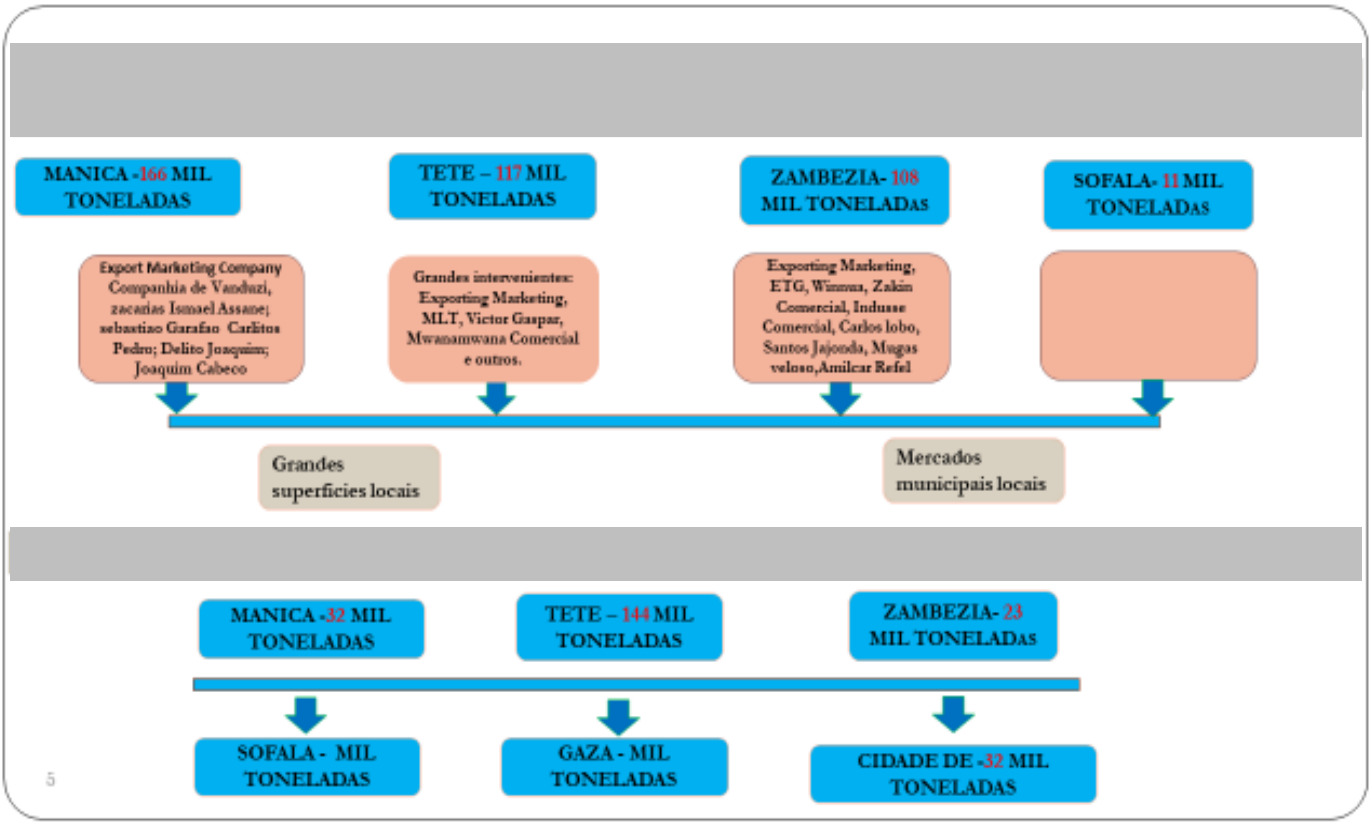 MANICA -166 MIL
TONELADAS
TETE – 117 MIL
TONELADAS
ZAMBEZIA- 108
MIL TONELADAS
SOFALA- 11 MIL
TONELADAS
Export Marketing Company
Companhia de Vanduzi,
zacarias Ismael Assane;
sebastiao Garafao Carlitos
Pedro; Delito Joaquim;
Joaquim Cabeco
Grandes intervenientes:
Exporting Marketing,
MLT, Victor Gaspar,
Mwanamwana Comercial
e outros.
Exporting Marketing,
ETG, Winnua, Zakin
Comercial, Indusse
Comercial, Carlos lobo,
Santos Jajonda, Mugas
veloso,Amilcar Refel
Grandes
superficies locais
Mercados
municipais locais
MANICA -32 MIL
TONELADAS
TETE – 144 MIL
TONELADAS
ZAMBEZIA- 23
MIL TONELADAS
SOFALA - MIL
TONELADAS
GAZA - MIL
TONELADAS
CIDADE DE -32 MIL
TONELADAS
5